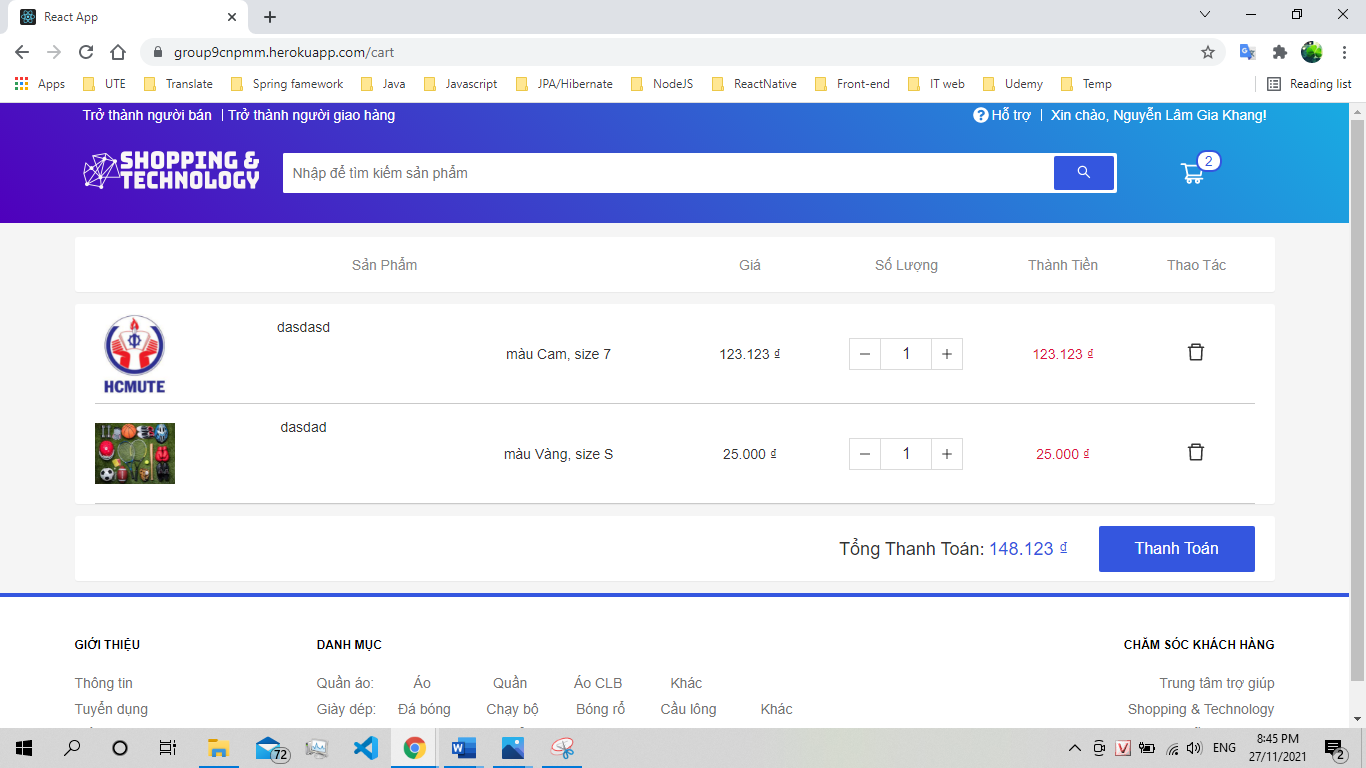 React App
group9cnpmm.herokuapp.com/cart
Apps UTE Translate Spring famework Java Javascript JPA/Hibernate NodeJS ReactNative Front-end IT web Udemy Temp Reading list
Trở thành người bán | Trở thành người giao hàng Hỗ trợ | Xin chào, Nguyễn Lâm Gia Khang!
SHOPPING &
TECHNOLOGY
Nhập để tìm kiếm sản phẩm
2
Sản Phẩm Giá Số Lượng Thành Tiền Thao Tác
HCMUTE
dasdasd
màu Cam, size 7 123.123 ₫ 1 123.123 ₫
dasdad
màu Vàng, size S 25.000 ₫ 1 25.000 ₫
Tổng Thanh Toán: 148.123 ₫ Thanh Toán
GIỚI THIỆU DANH MỤC CHĂM SÓC KHÁCH HÀNG
Thông tin Quần áo: Áo Quần Áo CLB Khác Trung tâm trợ giúp
Tuyển dụng Giày dép: Đá bóng Chạy bộ Bóng rổ Cầu lông Khác Shopping & Technology
72
ENG
8:45 PM
27/11/2021
2